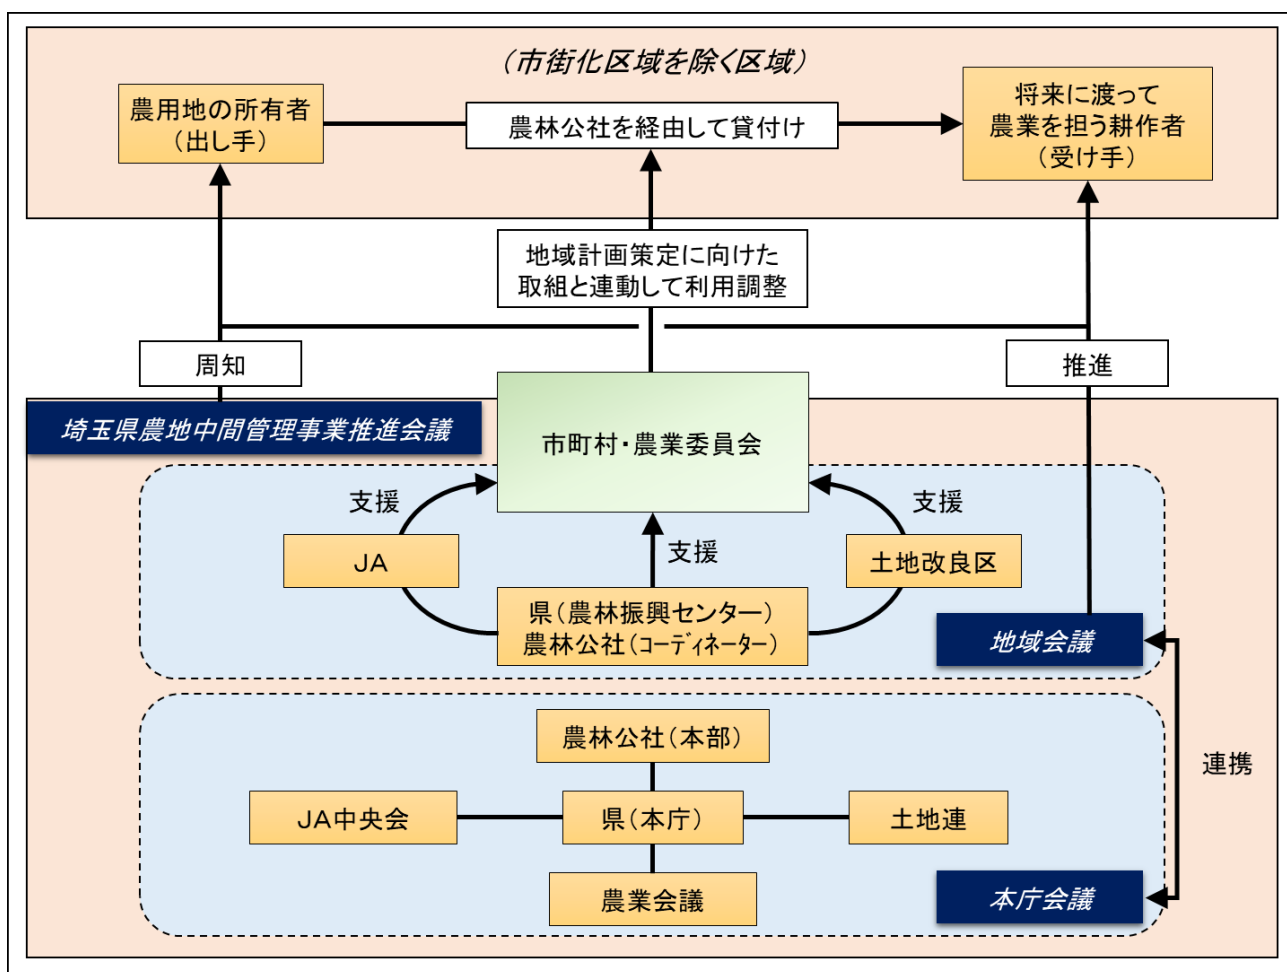 （市街化区域を除く区域）
農用地の所有者
（出し手）
農林公社を経由して貸付け
将来に渡って
農業を担う耕作者
（受け手）
地域計画策定に向けた
取組と連動して利用調整
周知
推進
埼玉県農地中間管理事業推進会議
市町村・農業委員会
支援
支援
支援
ＪＡ
土地改良区
県（農林振興センター）
農林公社（ｺｰﾃﾞｨﾈｰﾀｰ）
地域会議
農林公社（本部）
連携
ＪＡ中央会
県（本庁）
土地連
農業会議
本庁会議